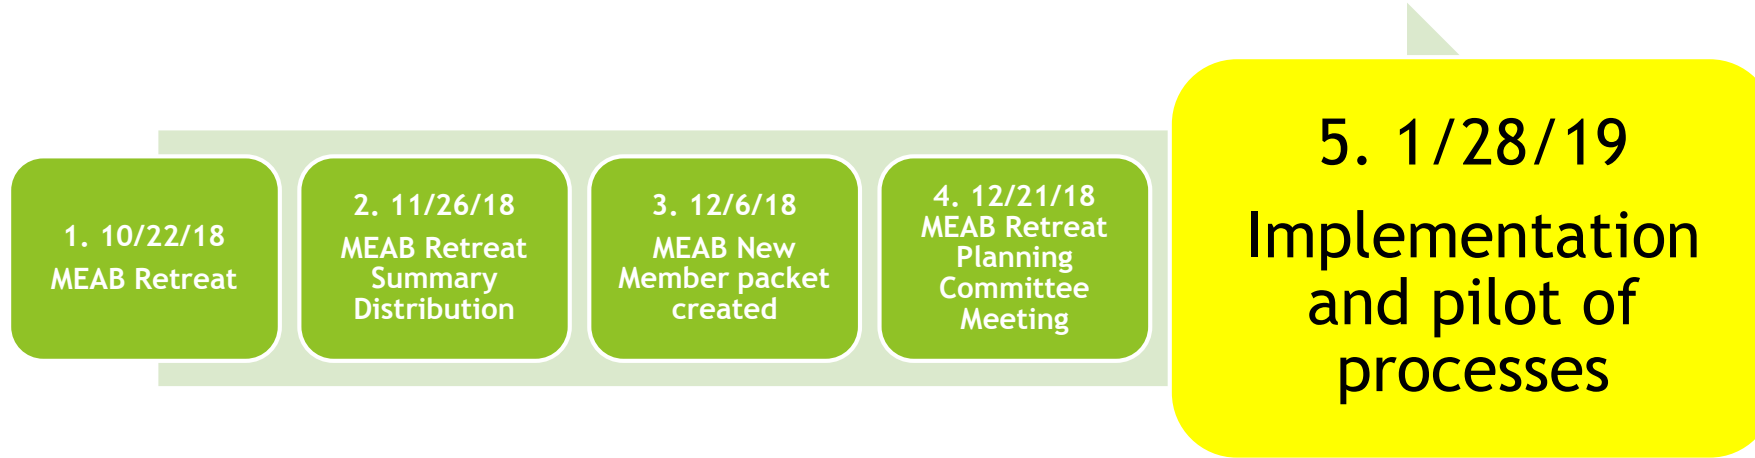 1. 10/22/18
MEAB Retreat
2. 11/26/18
MEAB Retreat
Summary
Distribution
3. 12/6/18
MEAB New
Member packet
created
4. 12/21/18
MEAB Retreat
Planning
Committee
Meeting
5. 1/28/19
Implementation
and pilot of
processes